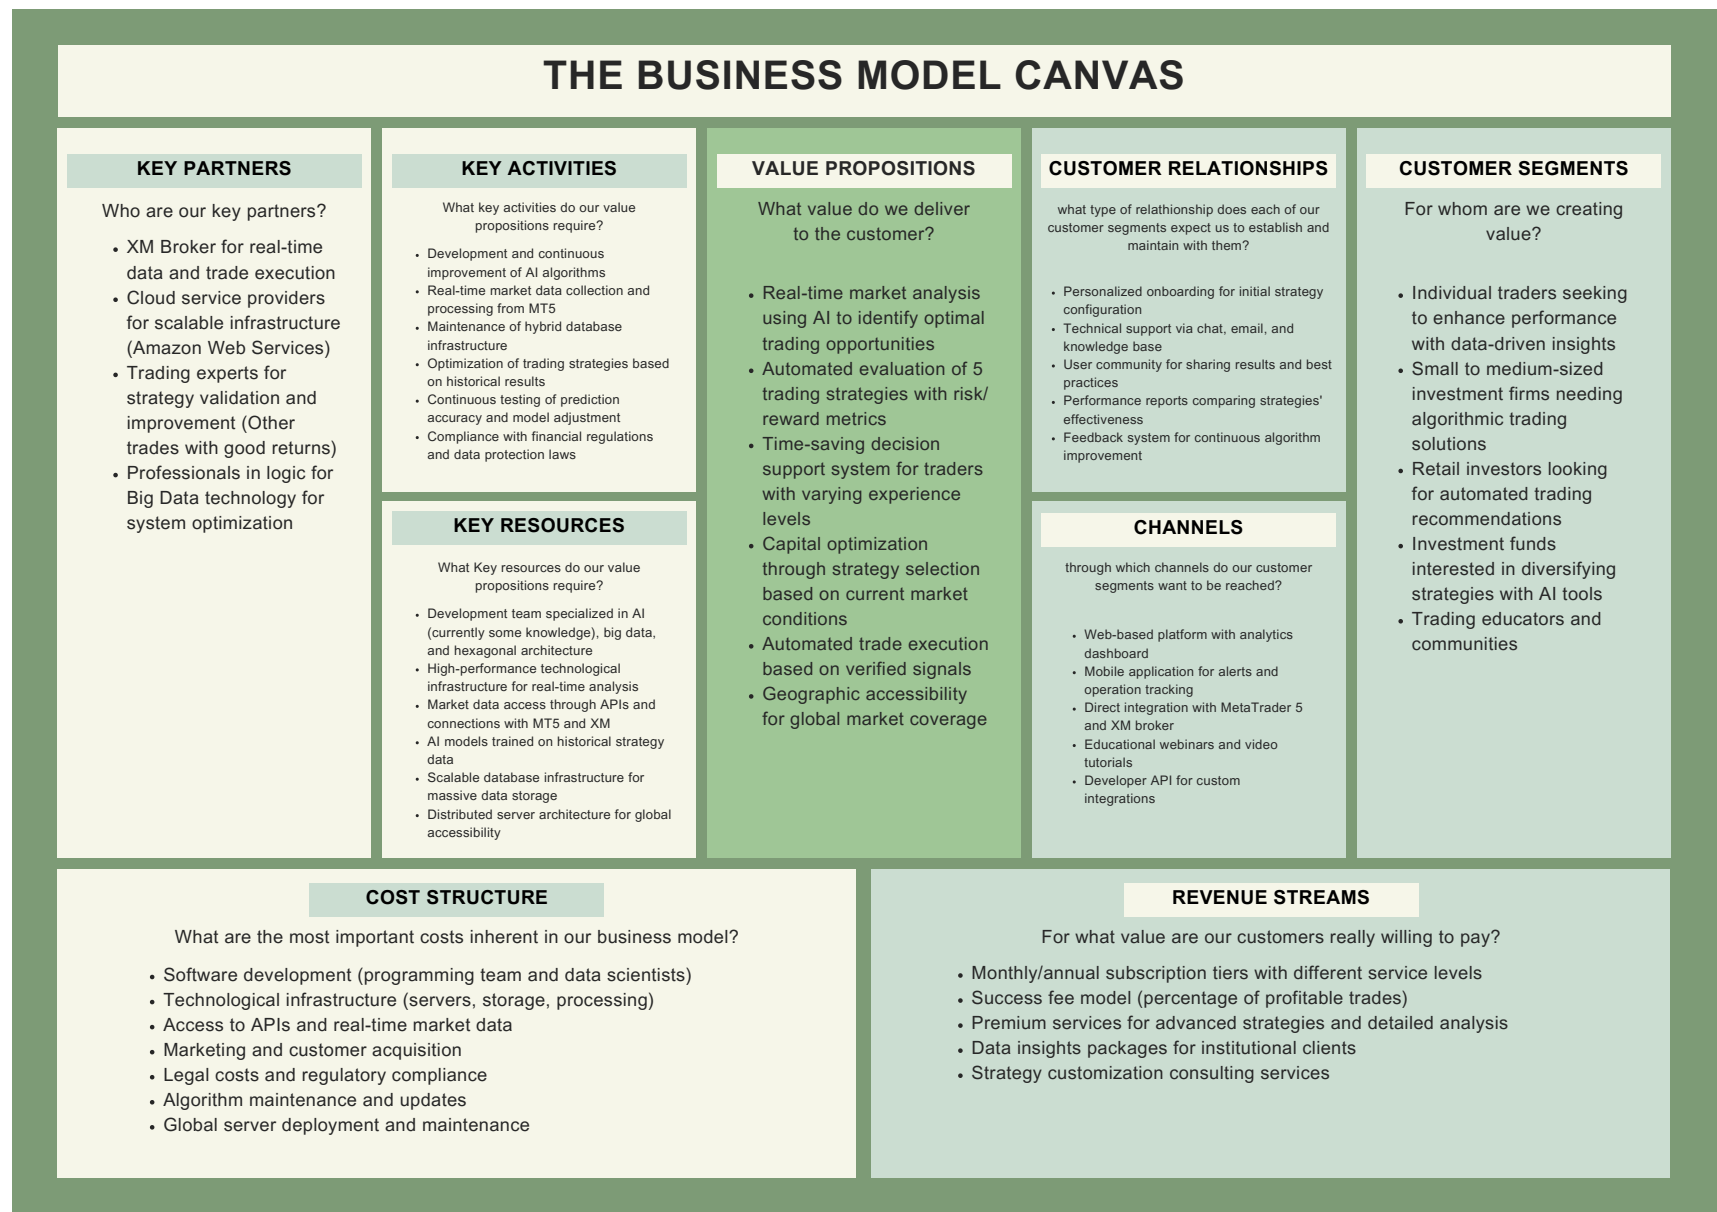 THE BUSINESS MODEL CANVAS
KEY PARTNERS
Who are our key partners?
• XM Broker for real-time
data and trade execution
• Cloud service providers
for scalable infrastructure
(Amazon Web Services)
• Trading experts for
strategy validation and
improvement (Other
trades with good returns)
• Professionals in logic for
Big Data technology for
system optimization
KEY ACTIVITIES
What key activities do our value
propositions require?
• Development and continuous
improvement of AI algorithms
• Real-time market data collection and
processing from MT5
• Maintenance of hybrid database
infrastructure
• Optimization of trading strategies based
on historical results
• Continuous testing of prediction
accuracy and model adjustment
• Compliance with financial regulations
and data protection laws
KEY RESOURCES
What Key resources do our value
propositions require?
• Development team specialized in AI
(currently some knowledge), big data,
and hexagonal architecture
• High-performance technological
infrastructure for real-time analysis
• Market data access through APIs and
connections with MT5 and XM
• AI models trained on historical strategy
data
• Scalable database infrastructure for
massive data storage
• Distributed server architecture for global
accessibility
VALUE PROPOSITIONS
What value do we deliver
to the customer?
• Real-time market analysis
using AI to identify optimal
trading opportunities
• Automated evaluation of 5
trading strategies with risk/
reward metrics
• Time-saving decision
support system for traders
with varying experience
levels
• Capital optimization
through strategy selection
based on current market
conditions
• Automated trade execution
based on verified signals
• Geographic accessibility
for global market coverage
CUSTOMER RELATIONSHIPS
what type of relathionship does each of our
customer segments expect us to establish and
maintain with them?
• Personalized onboarding for initial strategy
configuration
• Technical support via chat, email, and
knowledge base
• User community for sharing results and best
practices
• Performance reports comparing strategies'
effectiveness
• Feedback system for continuous algorithm
improvement
CHANNELS
through which channels do our customer
segments want to be reached?
• Web-based platform with analytics
dashboard
• Mobile application for alerts and
operation tracking
• Direct integration with MetaTrader 5
and XM broker
• Educational webinars and video
tutorials
• Developer API for custom
integrations
CUSTOMER SEGMENTS
For whom are we creating
value?
• Individual traders seeking
to enhance performance
with data-driven insights
• Small to medium-sized
investment firms needing
algorithmic trading
solutions
• Retail investors looking
for automated trading
recommendations
• Investment funds
interested in diversifying
strategies with AI tools
• Trading educators and
communities
COST STRUCTURE
What are the most important costs inherent in our business model?
• Software development (programming team and data scientists)
• Technological infrastructure (servers, storage, processing)
• Access to APIs and real-time market data
• Marketing and customer acquisition
• Legal costs and regulatory compliance
• Algorithm maintenance and updates
• Global server deployment and maintenance
REVENUE STREAMS
For what value are our customers really willing to pay?
• Monthly/annual subscription tiers with different service levels
• Success fee model (percentage of profitable trades)
• Premium services for advanced strategies and detailed analysis
• Data insights packages for institutional clients
• Strategy customization consulting services